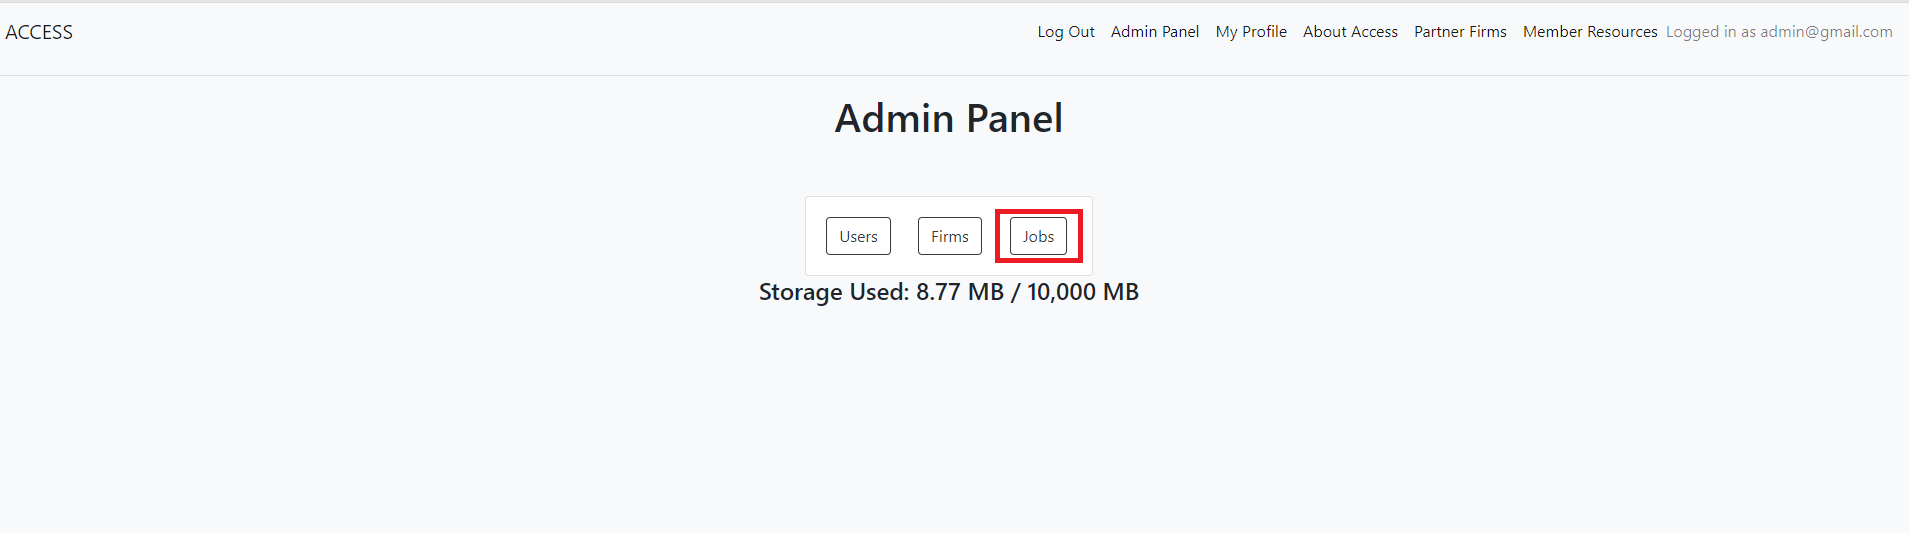 ACCESS
Log Out Admin Panel My Profile About Access Partner Firms Member Resources Logged in as admin@gmail.com
Admin Panel
Users Firms Jobs
Storage Used: 8.77 MB / 10,000 MB